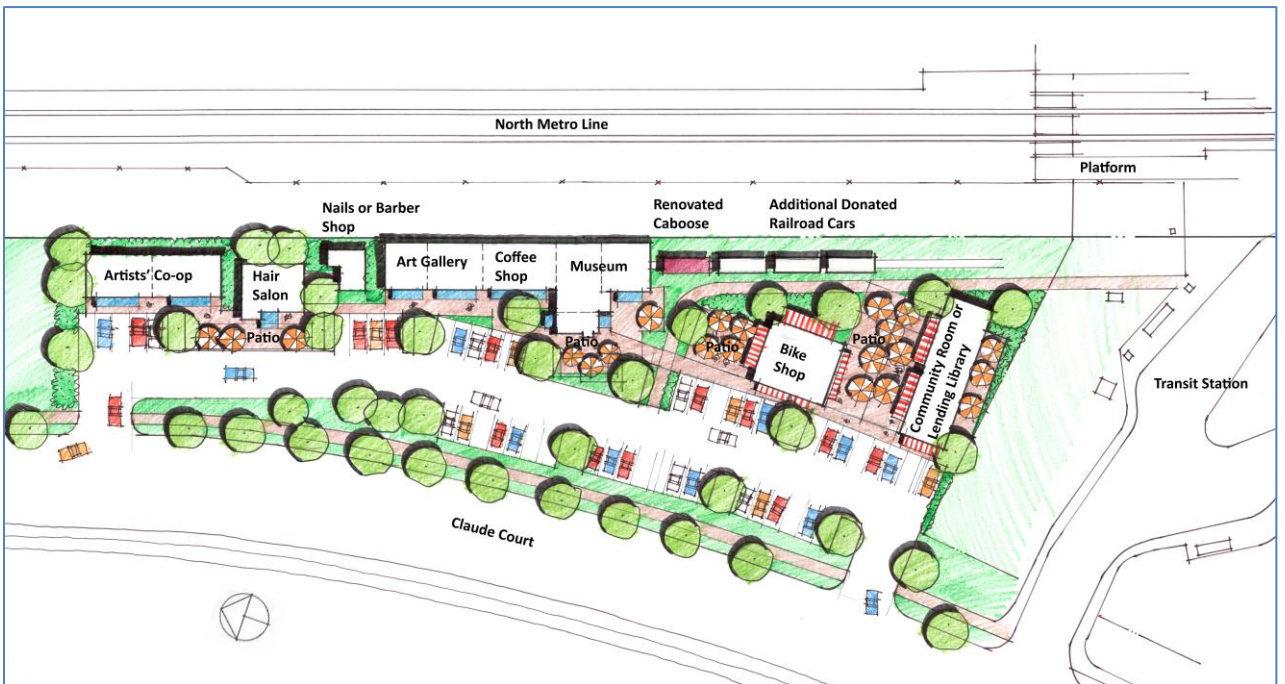 North Metro Line
Platform
Nails or Barber
Shop
Renovated
Caboose
Additional Donated
Railroad Cars
Artists' Co-op
Hair
Salon
Art Gallery
Coffee
Shop
Museum
Patio
Patio
Patio
Bike
Shop
Patio
Community Room or
Lending Library
Transit Station
Claude Court